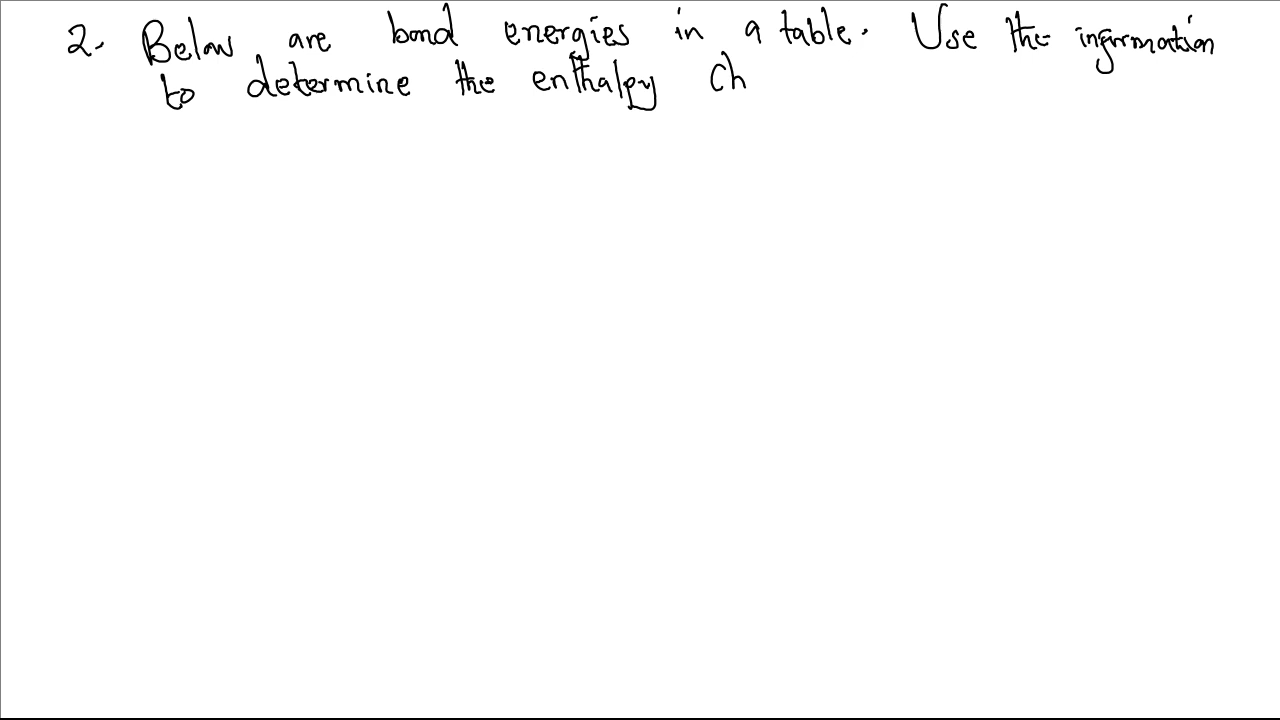 2. Below are bond energies in a table. Use the information
to determine the enthalpy Ch